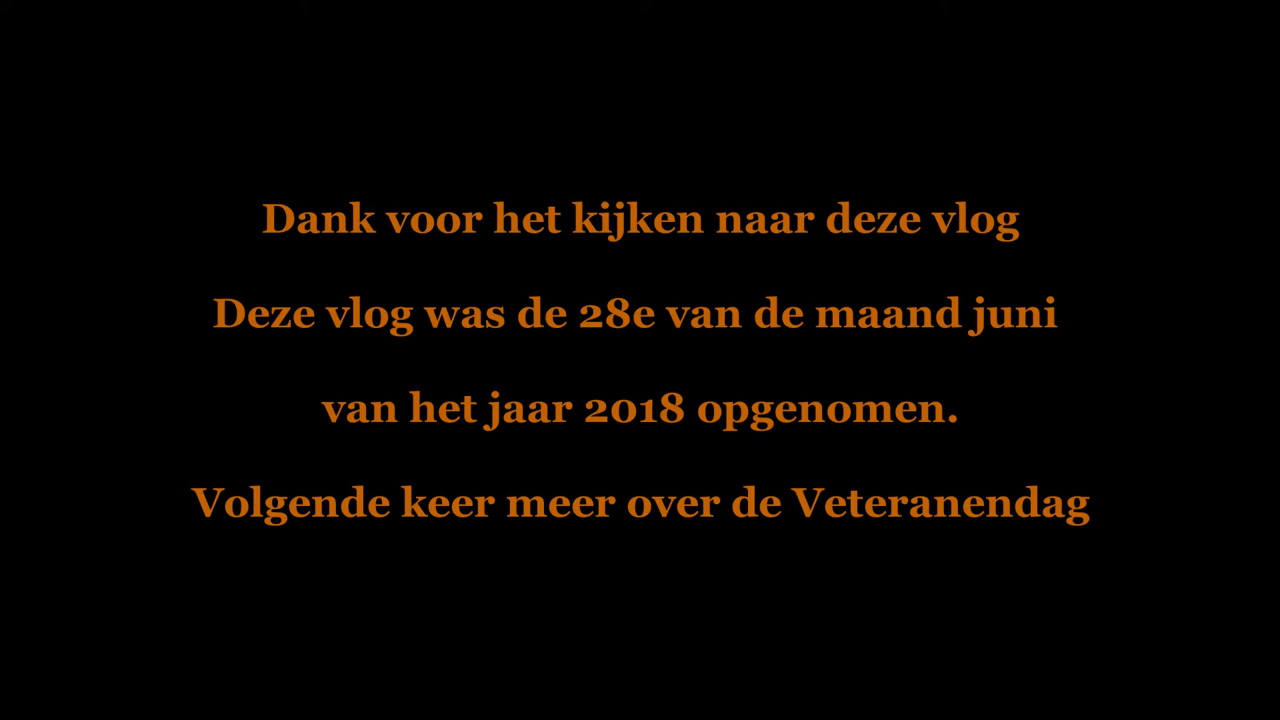 Dank voor het kijken naar deze vlog
Deze vlog was de 28e van de maand juni
van het jaar 2018 opgenomen.
Volgende keer meer over de Veteranendag